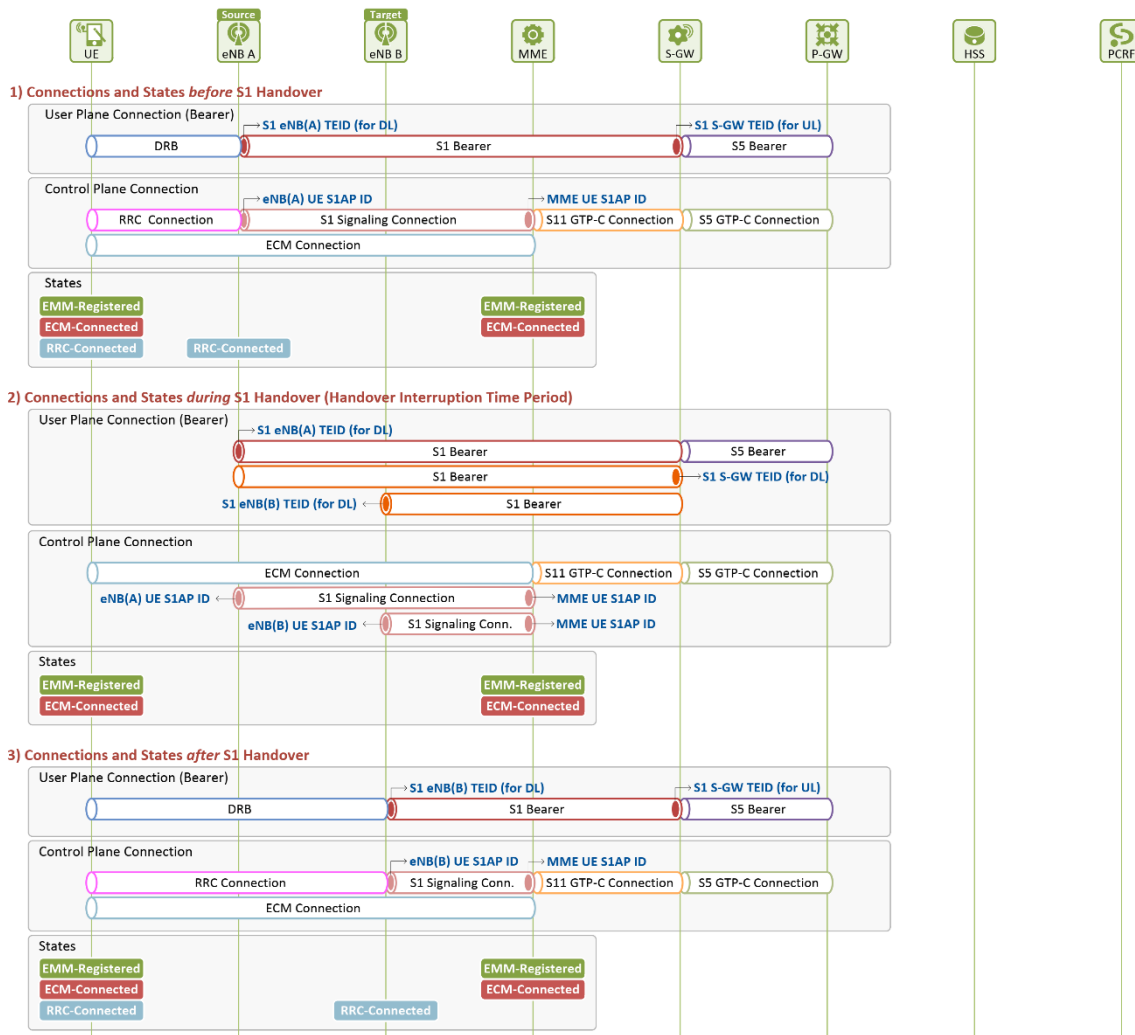 Source
Target
UE
eNB A
eNB B
MME
S-GW
P-GW
HSS
PCRF
1) Connections and States before S1 Handover
User Plane Connection (Bearer)
S1 eNB(A) TEID (for DL)
S1 S-GW TEID (for UL)
DRB
S1 Bearer
S5 Bearer
Control Plane Connection
eNB(A) UE S1AP ID
MME UE S1AP ID
RRC Connection
S1 Signaling Connection
S11 GTP-C Connection
S5 GTP-C Connection
ECM Connection
States
EMM-Registered
EMM-Registered
ECM-Connected
ECM-Connected
RRC-Connected
RRC-Connected
2) Connections and States during S1 Handover (Handover Interruption Time Period)
User Plane Connection (Bearer)
S1 eNB(A) TEID (for DL)
S1 Bearer
S5 Bearer
S1 Bearer
S1 S-GW TEID (for DL)
S1 eNB(B) TEID (for DL)
S1 Bearer
Control Plane Connection
ECM Connection
S11 GTP-C Connection
S5 GTP-C Connection
eNB(A) UE S1AP ID
S1 Signaling Connection
MME UE S1AP ID
eNB(B) UE S1AP ID
S1 Signaling Conn.
MME UE S1AP ID
States
EMM-Registered
EMM-Registered
ECM-Connected
ECM-Connected
3) Connections and States after S1 Handover
User Plane Connection (Bearer)
S1 eNB(B) TEID (for DL)
S1 S-GW TEID (for UL)
DRB
S1 Bearer
S5 Bearer
Control Plane Connection
eNB(B) UE S1AP ID
MME UE S1AP ID
RRC Connection
S1 Signaling Conn.
S11 GTP-C Connection
S5 GTP-C Connection
ECM Connection
States
EMM-Registered
EMM-Registered
ECM-Connected
ECM-Connected
RRC-Connected
RRC-Connected